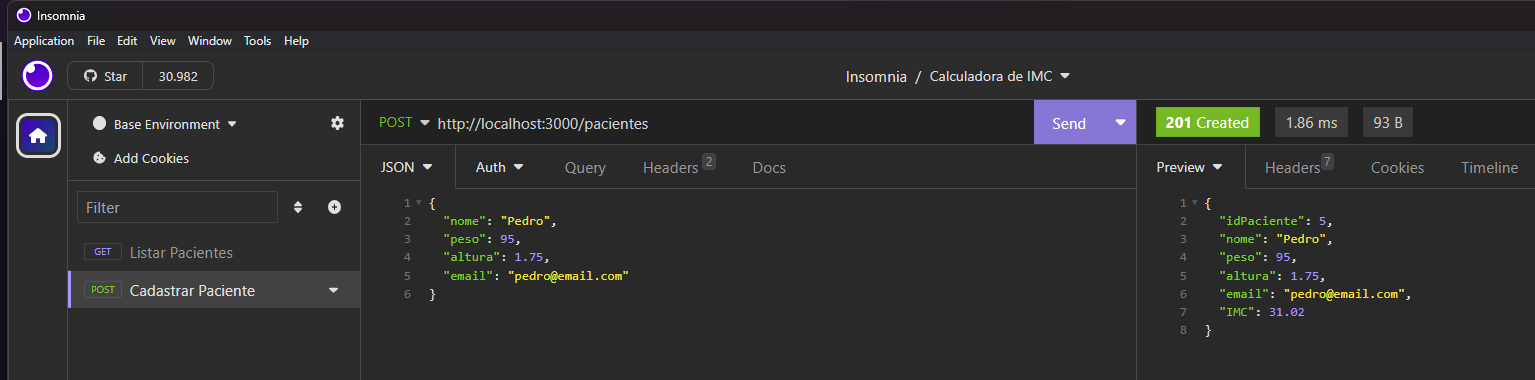 Insomnia
Application File Edit View Window Tools Help
Star 30.982
Insomnia / Calculadora de IMC
Base Environment
Add Cookies
Filter
GET Listar Pacientes
POST Cadastrar Paciente
POST http://localhost:3000/pacientes Send
JSON Auth Query Headers 2 Docs
1 {
2 "nome": "Pedro",
3 "peso": 95,
4 "altura": 1.75,
5 "email": "pedro@email.com"
6 }
201 Created 1.86 ms 93 B
Preview Headers 7 Cookies Timeline
1 {
2 "idPaciente": 5,
3 "nome": "Pedro",
4 "peso": 95,
5 "altura": 1.75,
6 "email": "pedro@email.com",
7 "IMC": 31.02
8 }